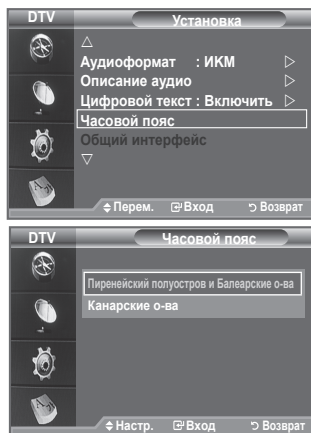 DTV Установка
△
Аудиоформат : ИКМ ▷
Описание аудио ▷
Цифровой текст : Включить ▷
Часовой пояс
Общий интерфейс
▽
Перем. Вход Возврат
DTV Часовой пояс
Пиренейский полуостров и Балеарские о-ва
Канарские о-ва
Настр. Вход Возврат